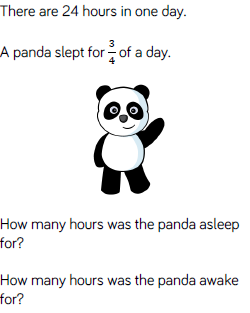 There are 24 hours in one day.
A panda slept for 3/4 of a day.
How many hours was the panda asleep
for?
How many hours was the panda awake
for?